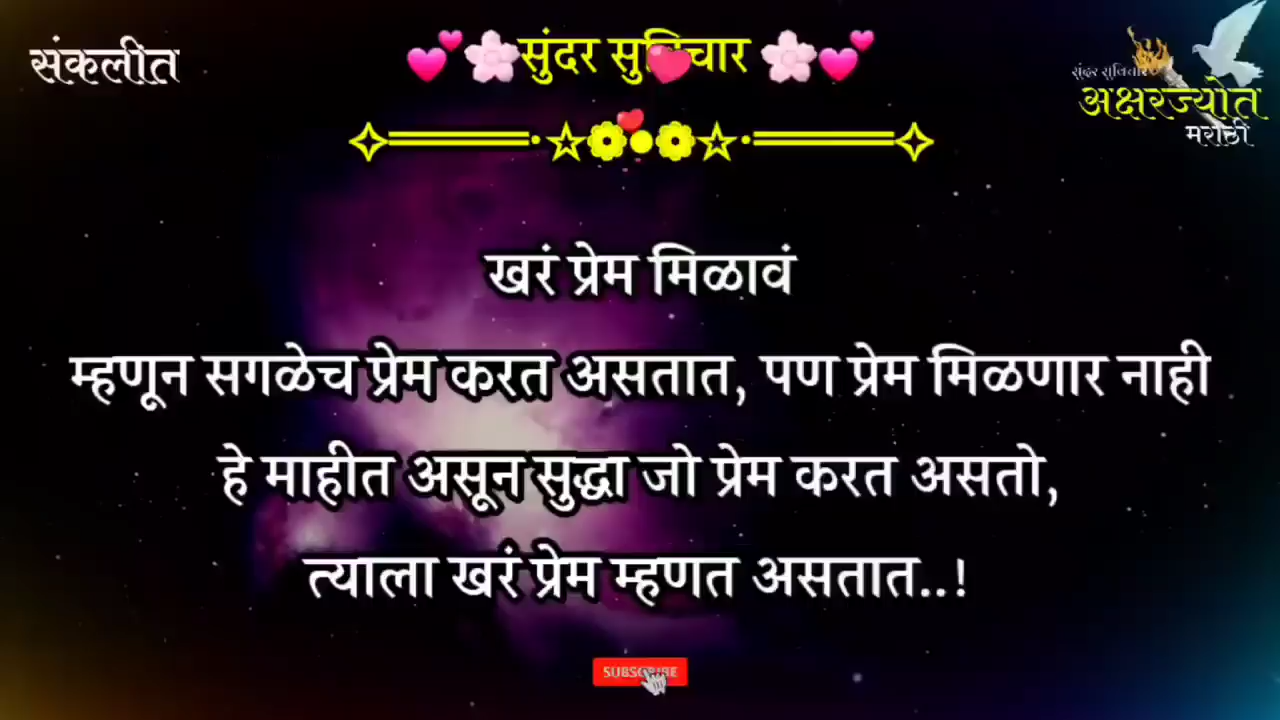 संकलीत
सुंदर सुविचार
सुंदर सुविचार
अक्षरज्योत
मराठी
खरं प्रेम मिळावं
म्हणून सगळेच प्रेम करत असतात, पण प्रेम मिळणार नाही
हे माहीत असून सुद्धा जो प्रेम करत असतो,
त्याला खरं प्रेम म्हणत असतात..!
SUBSCRIBE